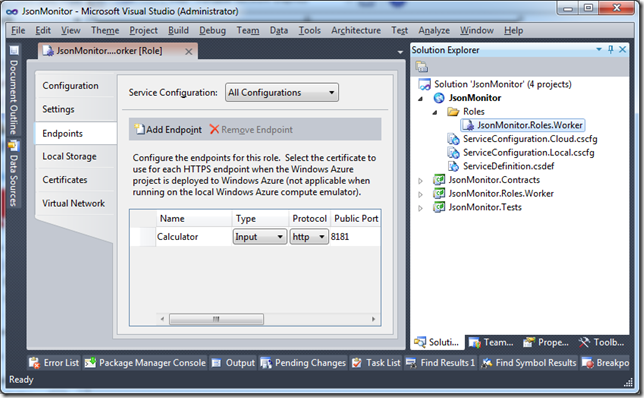 JsonMonitor - Microsoft Visual Studio (Administrator)
File Edit View Theme Project Build Debug Team Data Tools Architecture Test Analyze Window Help
JsonMonitor....orker [Role]
Document Outline
Data Sources
Configuration
Settings
Endpoints
Local Storage
Certificates
Virtual Network
Service Configuration: All Configurations
Add Endpoint Remove Endpoint
Configure the endpoints for this role. Select the certificate to
use for each HTTPS endpoint when the Windows Azure
project is deployed to Windows Azure (not applicable when
running on the local Windows Azure compute emulator).
Name Type Protocol Public Port
Calculator Input http 8181
Solution Explorer
Solution 'JsonMonitor' (4 projects)
JsonMonitor
Roles
JsonMonitor.Roles.Worker
ServiceConfiguration.Cloud.cscfg
ServiceConfiguration.Local.cscfg
ServiceDefinition.csdef
JsonMonitor.Contracts
JsonMonitor.Roles.Worker
JsonMonitor.Tests
Soluti... Team... Prope... Toolb...
Error List Package Manager Console Output Pending Changes Task List Find Results 1 Find Symbol Results Breakpo
Ready